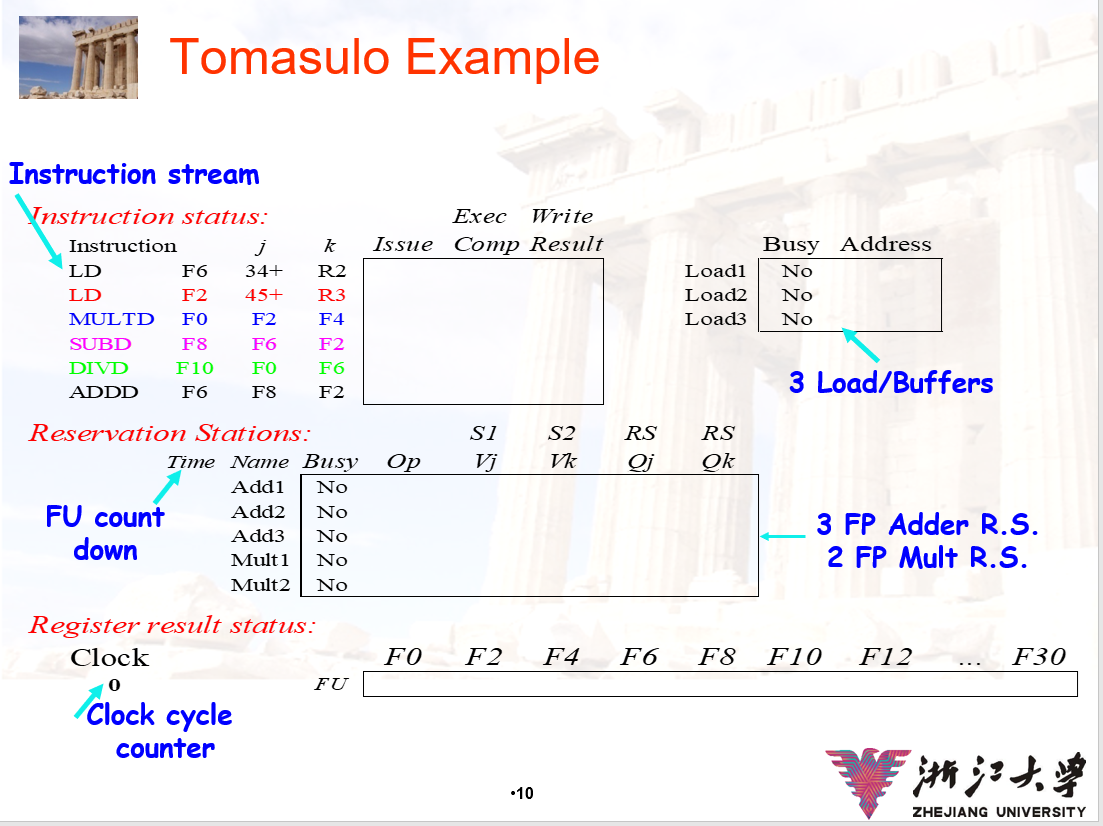 Tomasulo Example
Instruction stream
Instruction status:
Exec Write
Instruction j k Issue Comp Result Busy Address
LD F6 34+ R2 Load1 No
LD F2 45+ R3 Load2 No
MULTD F0 F2 F4 Load3 No
SUBD F8 F6 F2
DIVD F10 F0 F6
ADDD F6 F8 F2
3 Load/Buffers
Reservation Stations: S1 S2 RS RS
Time Name Busy Op Vj Vk Qj Qk
Add1 No
Add2 No
Add3 No
Mult1 No
Mult2 No
FU count
down
3 FP Adder R.S.
2 FP Mult R.S.
Register result status:
Clock F0 F2 F4 F6 F8 F10 F12 ... F30
0 FU
Clock cycle
counter
•10
浙江大学
ZHEJIANG UNIVERSITY